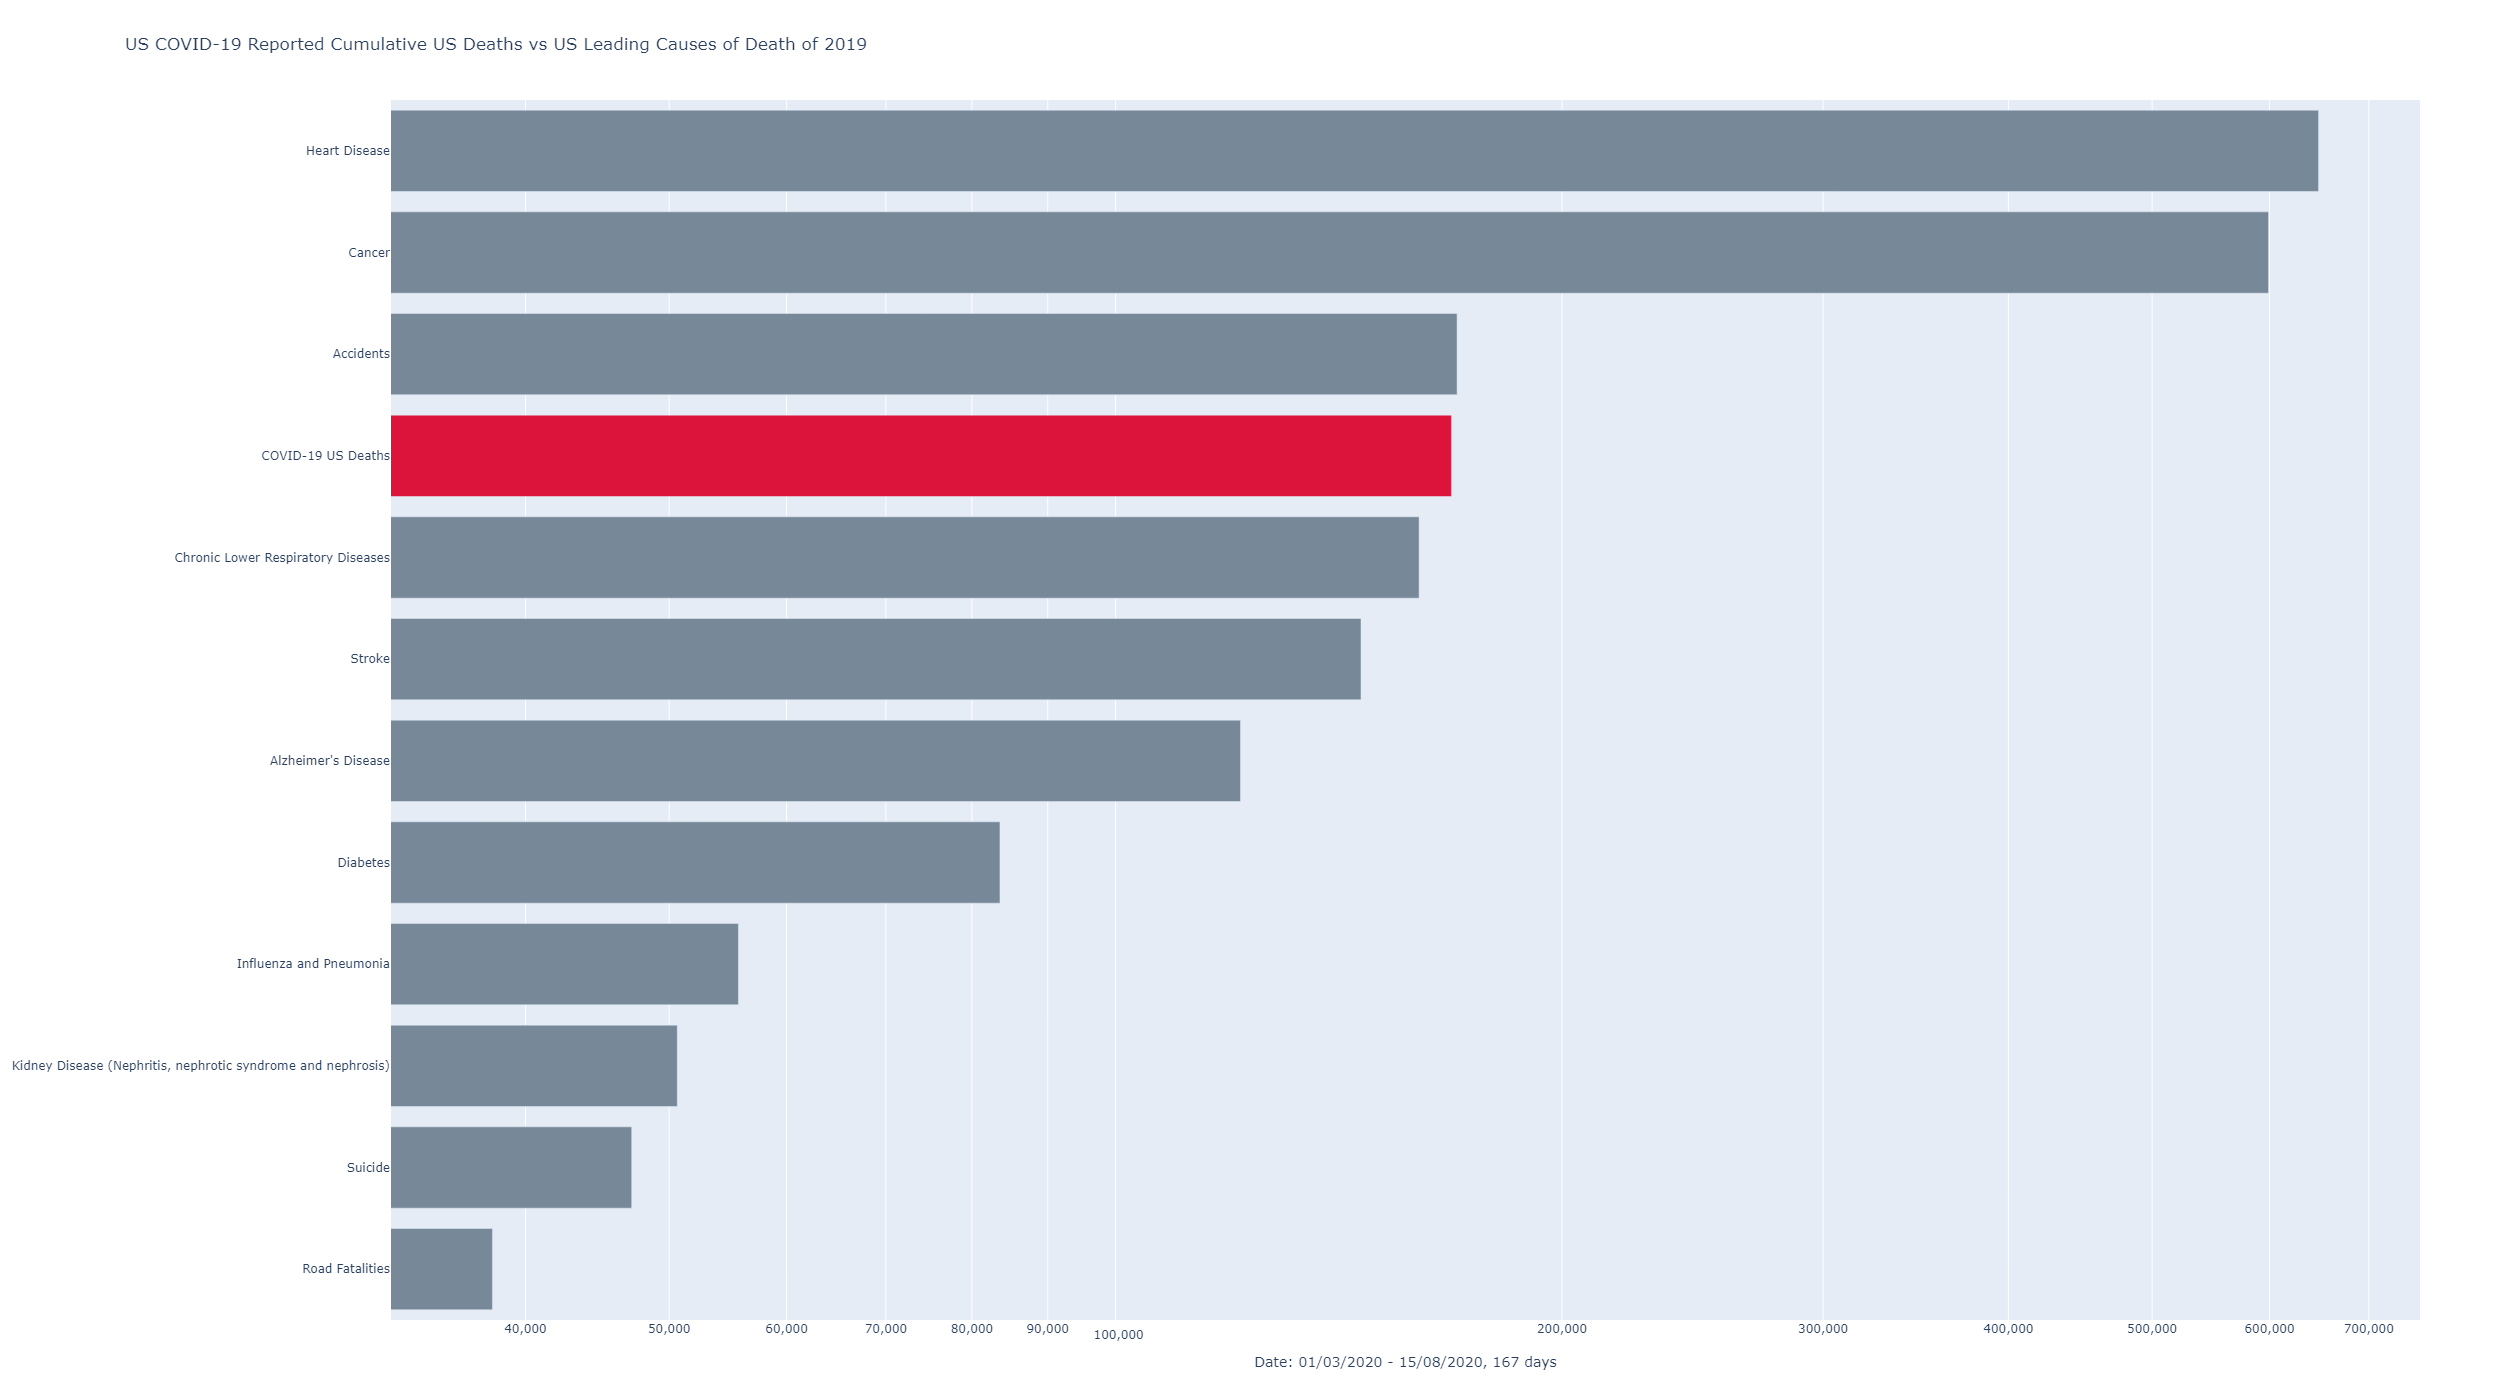 US COVID-19 Reported Cumulative US Deaths vs US Leading Causes of Death of 2019
Heart Disease
Cancer
Accidents
COVID-19 US Deaths
Chronic Lower Respiratory Diseases
Stroke
Alzheimer's Disease
Diabetes
Influenza and Pneumonia
Kidney Disease (Nephritis, nephrotic syndrome and nephrosis)
Suicide
Road Fatalities
40,000 50,000 60,000 70,000 80,000 90,000 100,000 200,000 300,000 400,000 500,000 600,000 700,000
Date: 01/03/2020 - 15/08/2020, 167 days